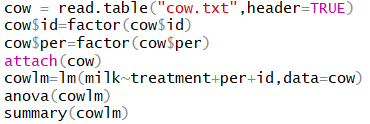 cow = read.table("cow.txt",header=TRUE)
cow$id=factor(cow$id)
cow$per=factor(cow$per)
attach(cow)
cowlm=lm(milk~treatment+per+id,data=cow)
anova(cowlm)
summary(cowlm)